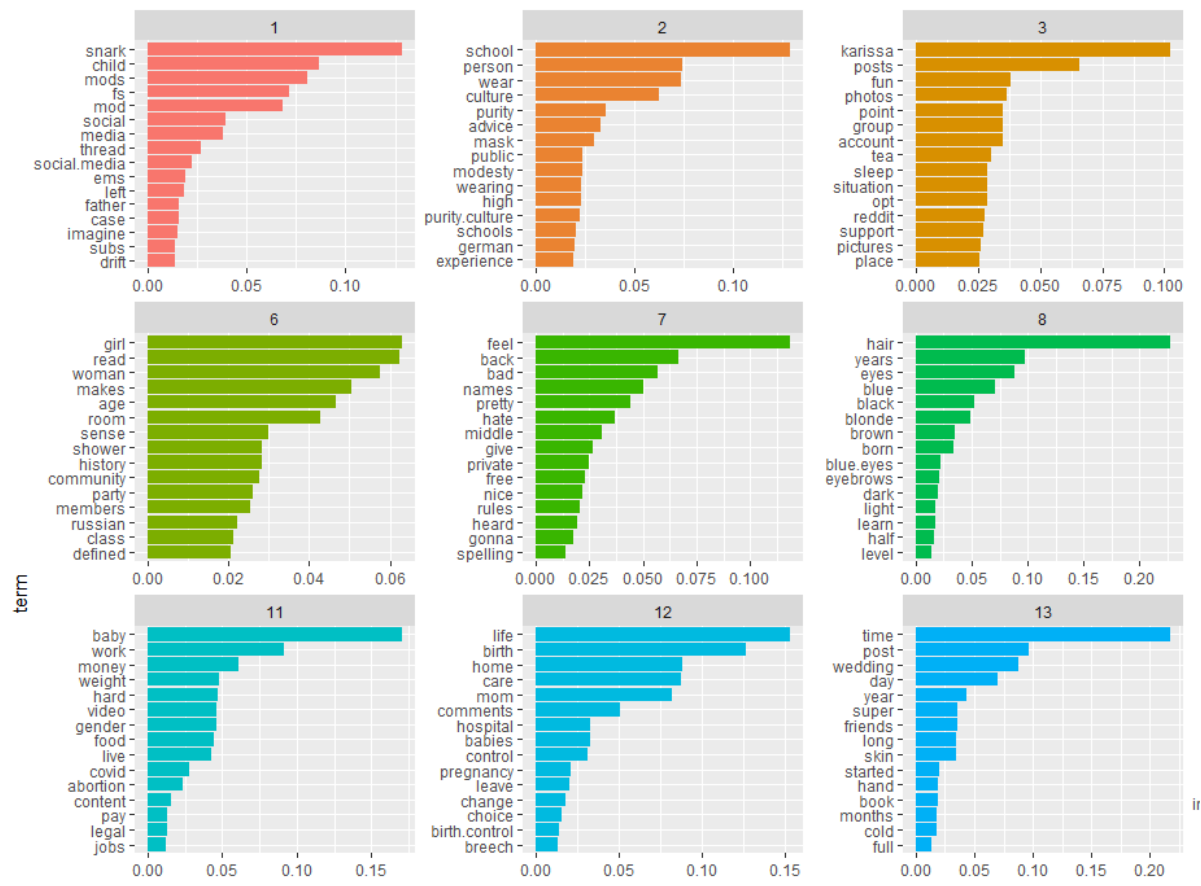 1
snark
child
mods
fs
mod
social
media
thread
social.media
ems
left
father
case
imagine
subs
drift
0.00 0.05 0.10
2
school
person
wear
culture
purity
advice
mask
public
modesty
wearing
high
purity.culture
schools
german
experience
0.00 0.05 0.10
3
karissa
posts
fun
photos
point
group
account
tea
sleep
situation
opt
reddit
support
pictures
place
0.000 0.025 0.050 0.075 0.100
6
girl
read
woman
makes
age
room
sense
shower
history
community
party
members
russian
class
defined
0.00 0.02 0.04 0.06
7
feel
back
bad
names
pretty
hate
middle
give
private
free
nice
rules
heard
gonna
spelling
0.000 0.025 0.050 0.075 0.100
8
hair
years
eyes
blue
black
blonde
brown
born
blue.eyes
eyebrows
dark
light
learn
half
level
0.00 0.05 0.10 0.15 0.20
term
11
baby
work
money
weight
hard
video
gender
food
live
covid
abortion
content
pay
legal
jobs
0.00 0.05 0.10 0.15
12
life
birth
home
care
mom
comments
hospital
babies
control
pregnancy
leave
change
choice
birth.control
breech
0.00 0.05 0.10 0.15
13
time
post
wedding
day
year
super
friends
long
skin
started
hand
book
months
cold
full
0.00 0.05 0.10 0.15 0.20